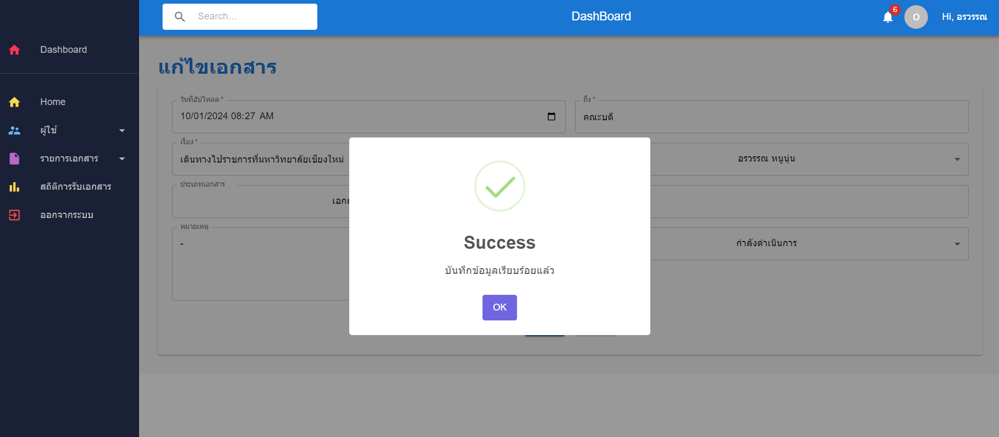 Search...
DashBoard
6
O
Hi, อรวรรณ
Dashboard
Home
ผู้ใช้
รายการเอกสาร
สถิติการรับเอกสาร
ออกจากระบบ
แก้ไขเอกสาร
วันที่อัปโหลด *
10/01/2024 08:27 AM
ถึง *
คณะบดี
เรื่อง *
เดินทางไปราชการที่มหาวิทยาลัยเชียงใหม่
อรวรรณ หนูนุ่น
ประเภทเอกสาร
หมายเหตุ
-
กำลังดำเนินการ
Success
บันทึกข้อมูลเรียบร้อยแล้ว
OK